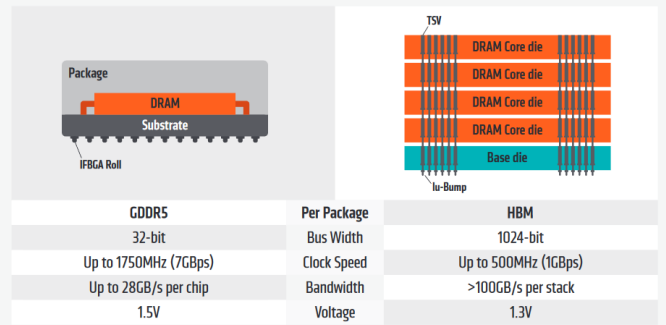 Package
DRAM
Substrate
IFBGA Roll
TSV
DRAM Core die
DRAM Core die
DRAM Core die
DRAM Core die
Base die
lu-Bump
GDDR5 Per Package HBM
32-bit Bus Width 1024-bit
Up to 1750MHz (7GBps) Clock Speed Up to 500MHz (1GBps)
Up to 28GB/s per chip Bandwidth >100GB/s per stack
1.5V Voltage 1.3V